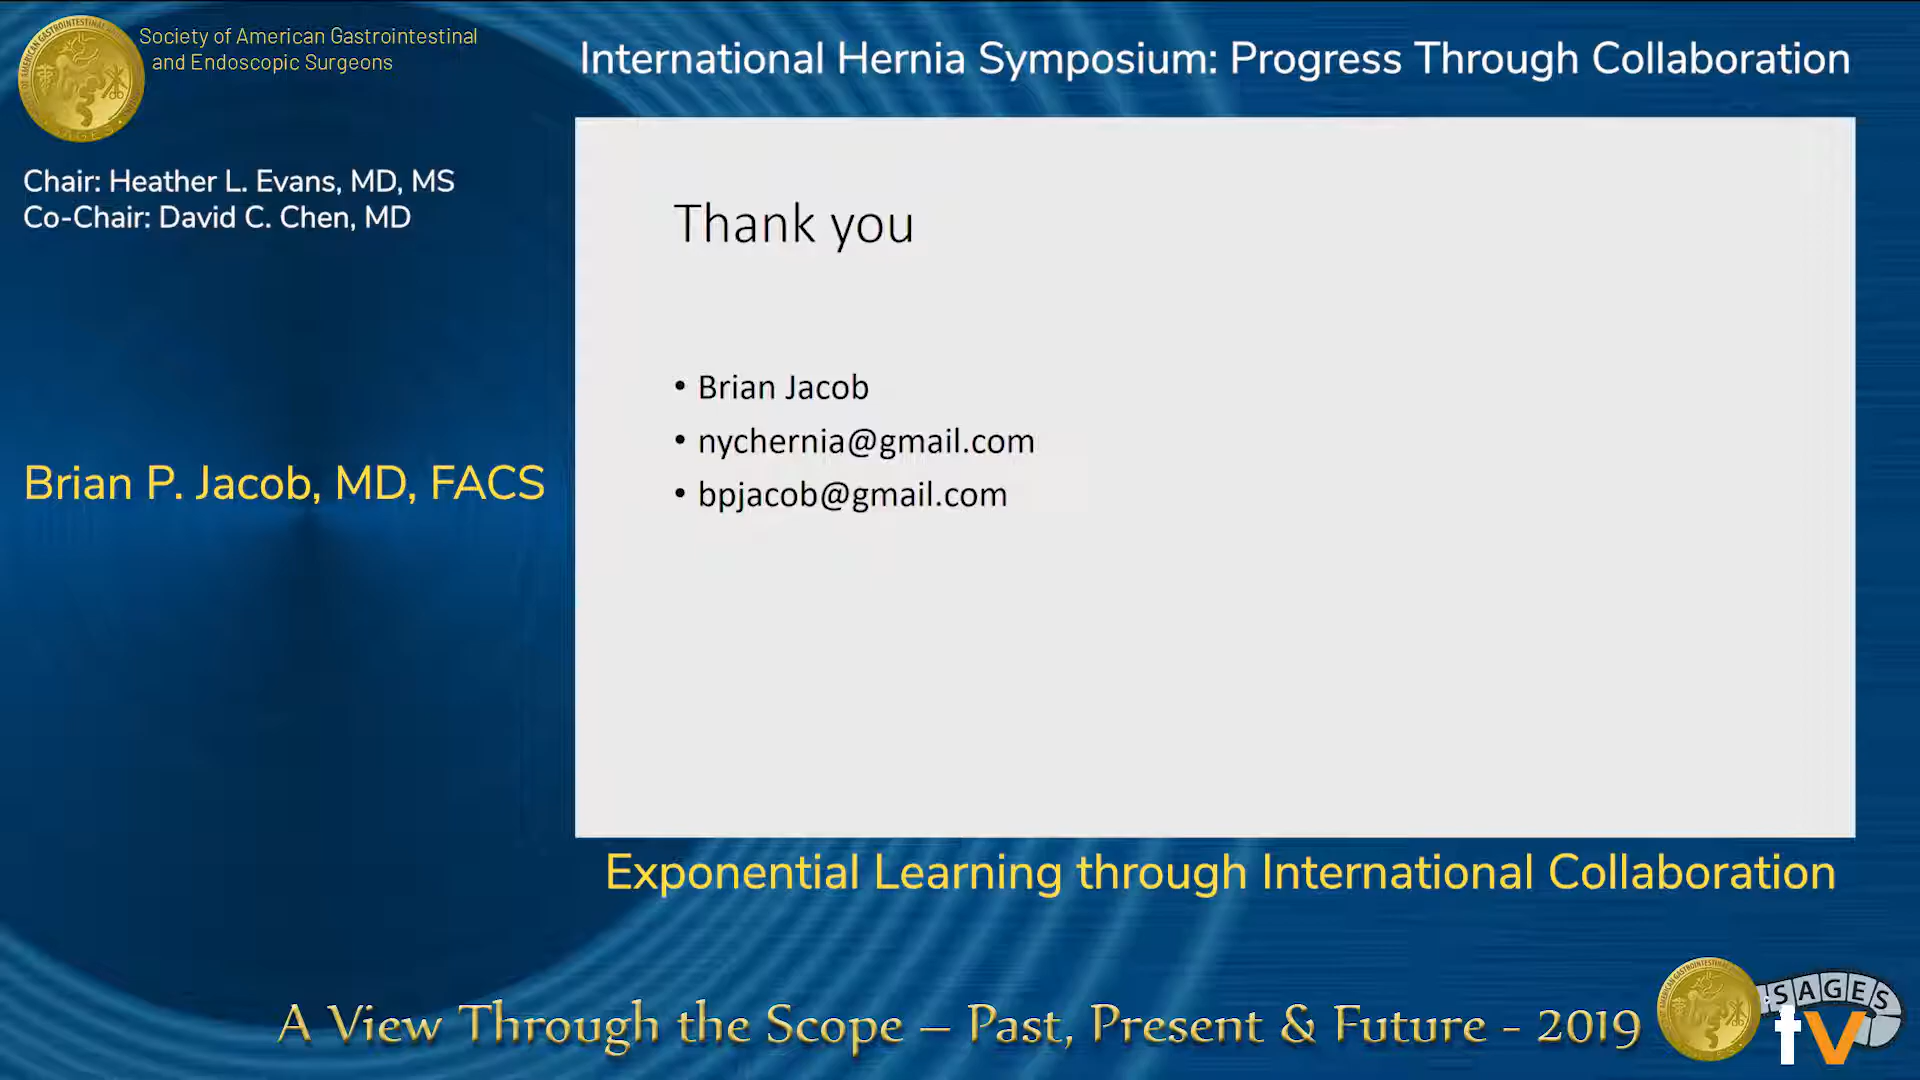 Society of American Gastrointestinal
and Endoscopic Surgeons
International Hernia Symposium: Progress Through Collaboration
Chair: Heather L. Evans, MD, MS
Co-Chair: David C. Chen, MD
Thank you
• Brian Jacob
• nychernia@gmail.com
• bpjacob@gmail.com
Brian P. Jacob, MD, FACS
Exponential Learning through International Collaboration
A View Through the Scope – Past, Present & Future - 2019
SAGES
tv